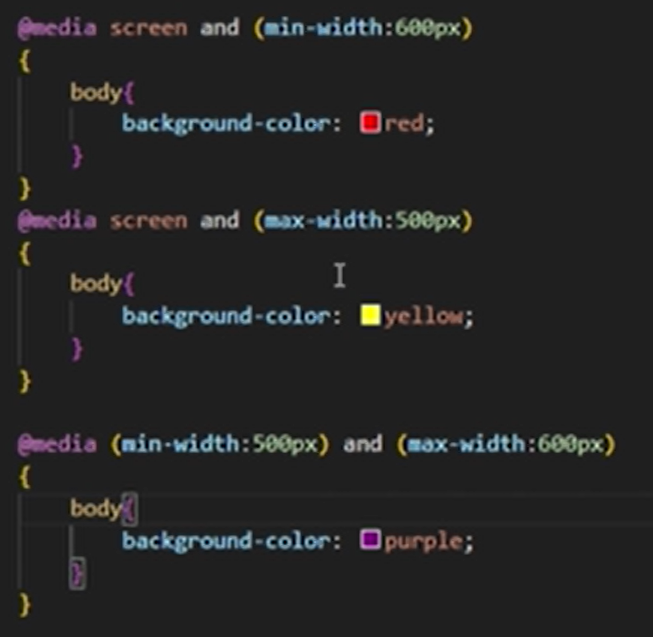 @media screen and (min-width:600px)
{
body{
background-color: red;
}
}
@media screen and (max-width:500px)
{
body{
background-color: yellow;
}
}
@media (min-width:500px) and (max-width:600px)
{
body{
background-color: purple;
}
}